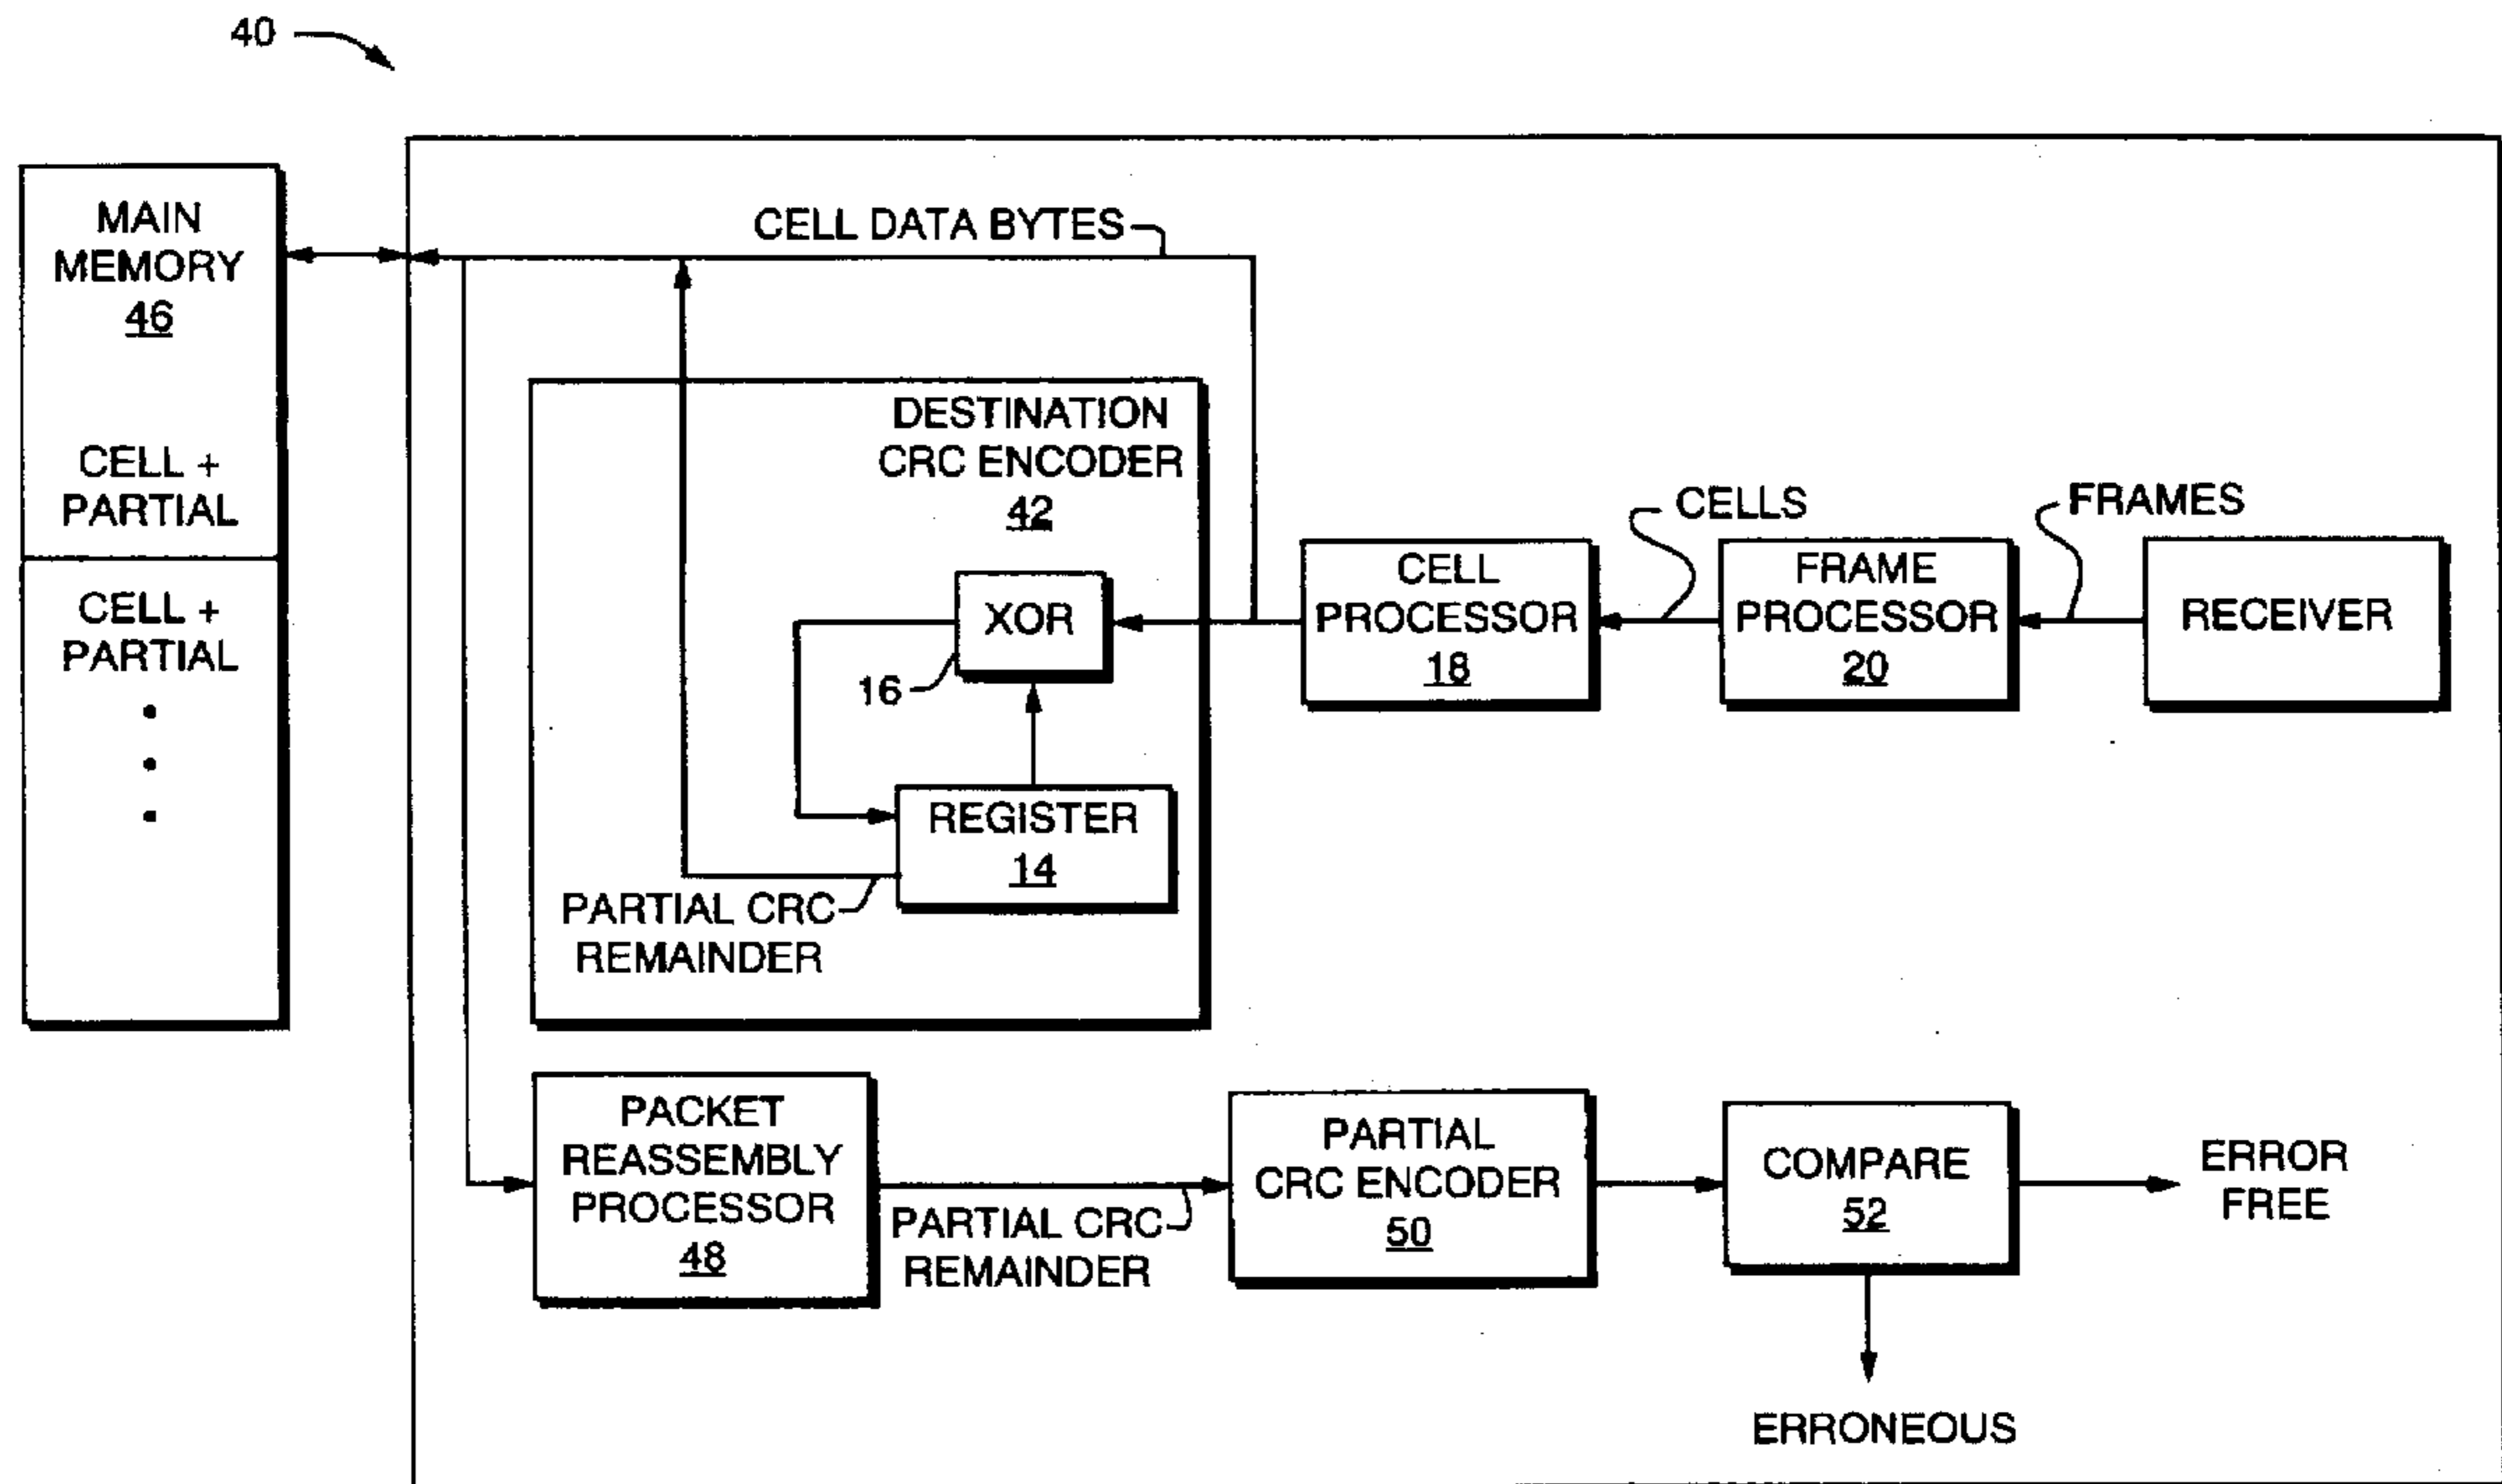 40
MAIN
MEMORY
46
CELL +
PARTIAL
CELL +
PARTIAL
CELL DATA BYTES
DESTINATION
CRC ENCODER
42
XOR
16
REGISTER
14
PARTIAL CRC
REMAINDER
CELL
PROCESSOR
18
CELLS
FRAME
PROCESSOR
20
FRAMES
RECEIVER
PACKET
REASSEMBLY
PROCESSOR
48
PARTIAL CRC
REMAINDER
PARTIAL
CRC ENCODER
50
COMPARE
52
ERROR
FREE
ERRONEOUS